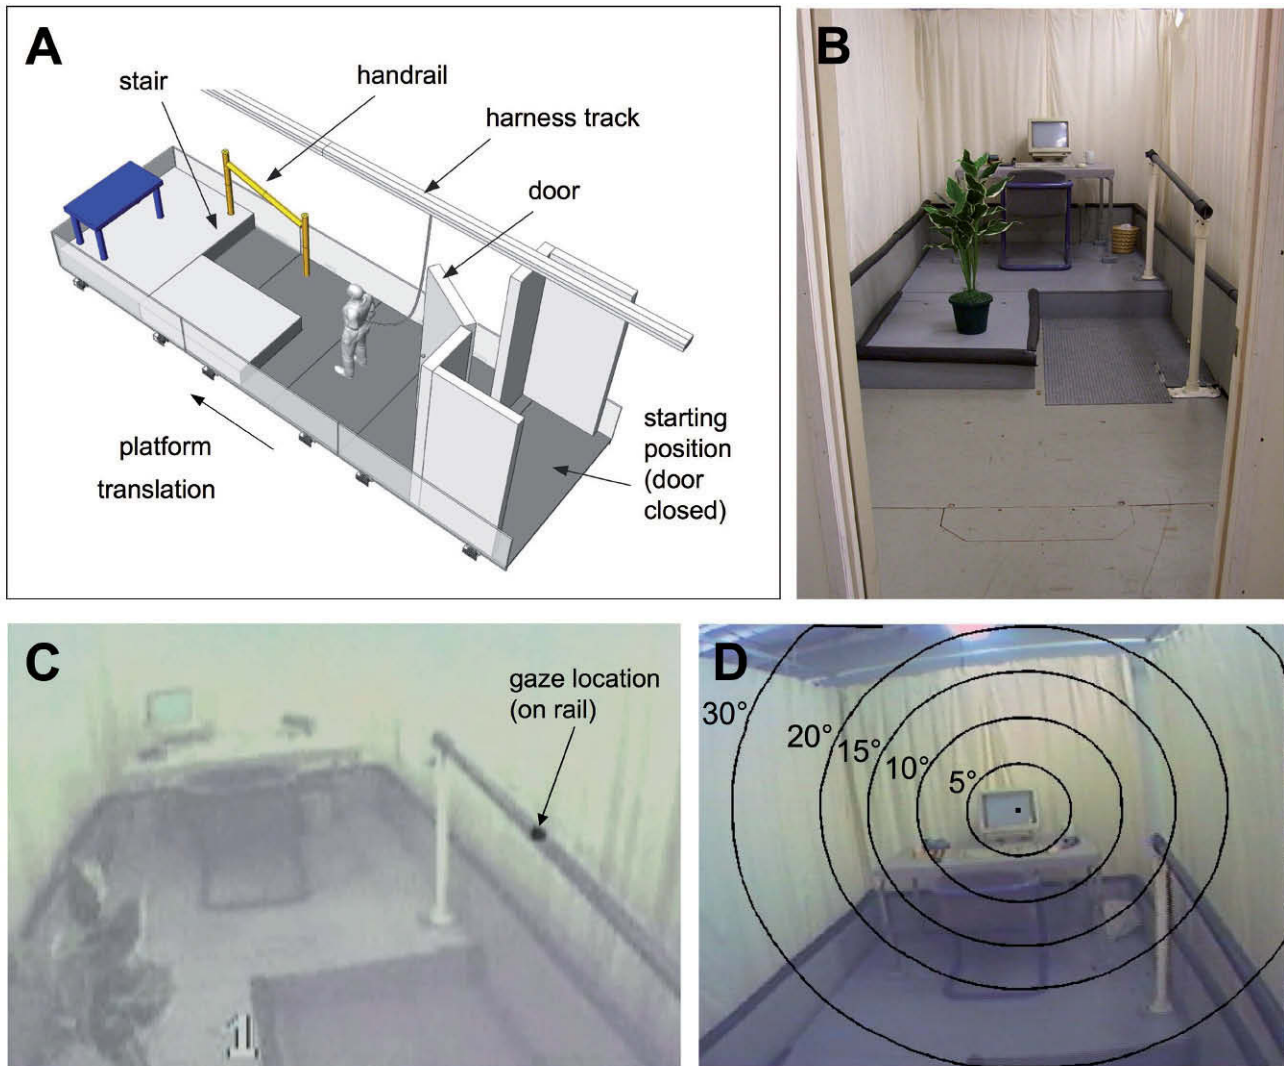 A
stair
handrail
harness track
door
platform
translation
starting
position
(door
closed)
B
C
gaze location
(on rail)
1
D
30°
20°
15°
10°
5°